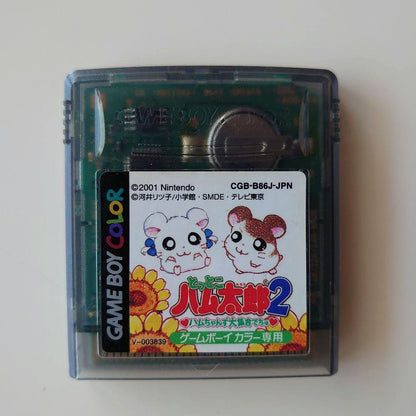 GAME BOY COLOR
©2001 Nintendo
CGB-B86J-JPN
©河井リツ子/小学館・SMDE・テレビ東京
GAME BOY COLOR
とっとこ
ハム太郎2
ハムちゃんず大集合でちゅ
ゲームボーイカラー専用
V-003839